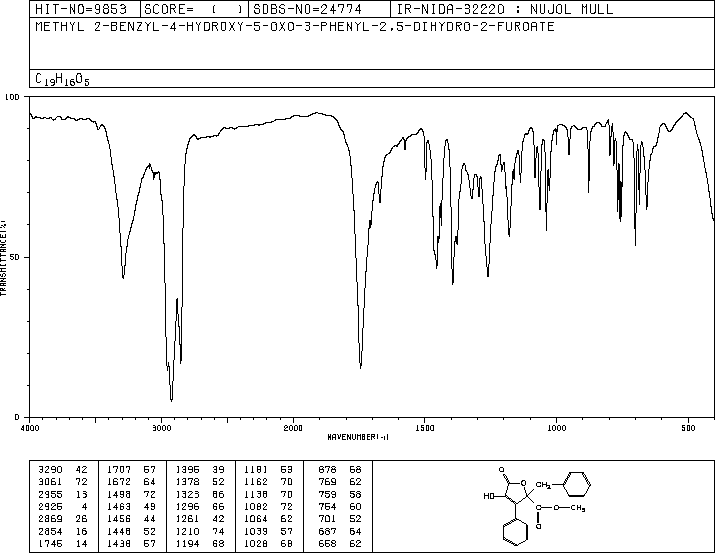 HIT-NO=9853 SCORE= ( ) SDBS-NO=24774 IR-NIDA-32220 : NUJOL MULL
METHYL 2-BENZYL-4-HYDROXY-5-OXO-3-PHENYL-2,5-DIHYDRO-2-FUROATE
C19H16O5
100
50
0
TRANSMITTANCE(%)
4000 3000 2000 1500 1000 500
WAVENUMBER(-1)
3290 42 1707 57 1396 39 1181 53 878 68
3061 72 1672 64 1378 52 1162 70 769 62
2955 13 1498 72 1323 86 1138 70 759 58
2925 4 1463 49 1296 66 1082 72 754 60
2869 26 1456 44 1261 42 1064 62 701 52
2854 16 1448 52 1210 74 1039 57 687 64
1745 14 1438 57 1194 68 1028 68 658 62
O
O
CH2
HO
C
O
CH3
O